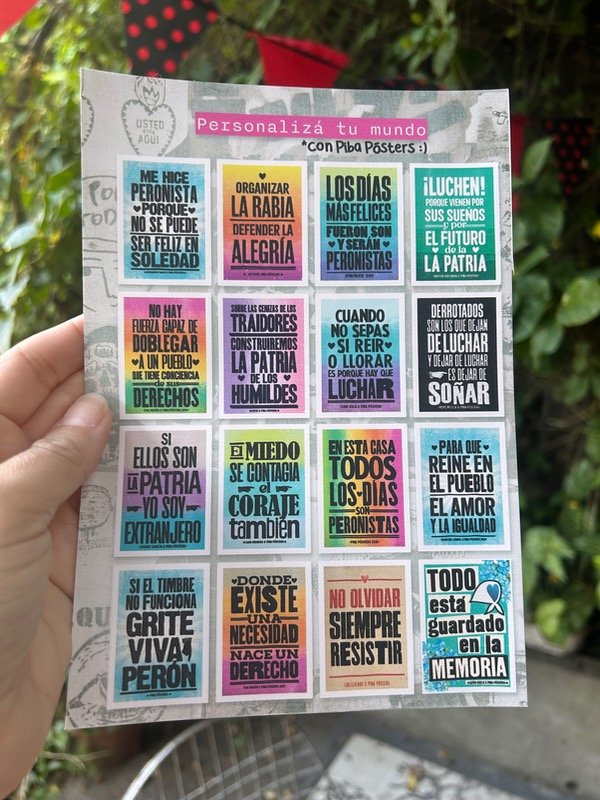 USTED
ESTA
AQUÍ
Personalizá tu mundo
*con Piba Pósters :)
ME HICE
PERONISTA
PORQUE
NO SE PUEDE
SER FELIZ EN
SOLEDAD
ORGANIZAR
LA RABIA
DEFENDER LA
ALEGRÍA
LOS DÍAS
MÁS FELICES
FUERON SON
Y SERÁN
PERONISTAS
¡LUCHEN!
PORQUE VIENEN POR
SUS SUEÑOS
y por
EL FUTURO
de la
LA PATRIA
NO HAY
FUERZA CAPAZ DE
DOBLEGAR
A UN PUEBLO
QUE TIENE CONCIENCIA
de sus
DERECHOS
SOBRE LAS CENIZAS DE LOS
TRAIDORES
CONSTRUIREMOS
LA PATRIA
DE LOS
HUMILDES
CUANDO
NO SEPAS
SI REIR
O LLORAR
ES PORQUE HAY QUE
LUCHAR
DERROTADOS
SON LOS QUE DEJAN
DE LUCHAR
Y DEJAR DE LUCHAR
ES DEJAR DE
SOÑAR
SI
ELLOS SON
LA PATRIA
YO SOY
EXTRANJERO
EL MIEDO
SE CONTAGIA
el
CORAJE
también
EN ESTA CASA
TODOS
LOS DÍAS
SON
PERONISTAS
PARA QUE
REINE EN
EL PUEBLO
EL AMOR
Y LA IGUALDAD
SI EL TIMBRE
NO FUNCIONA
GRITE
VIVA
PERÓN
DONDE
EXISTE
UNA
NECESIDAD
NACE UN
DERECHO
NO OLVIDAR
SIEMPRE
RESISTIR
TODO
está
guardado
en la
MEMORIA